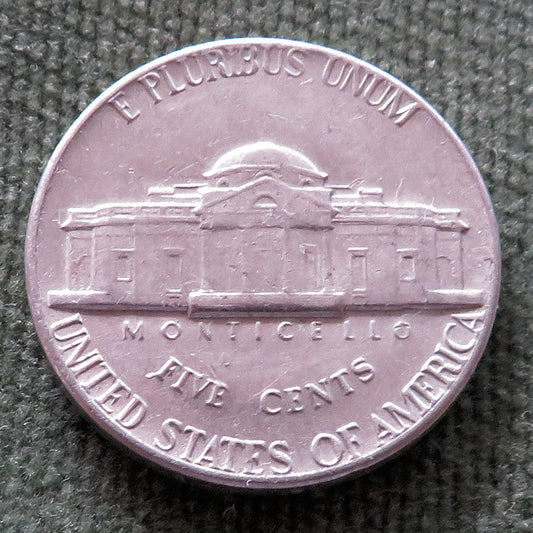 E PLURIBUS UNUM
MONTICELLO
FIVE CENTS
UNITED STATES OF AMERICA